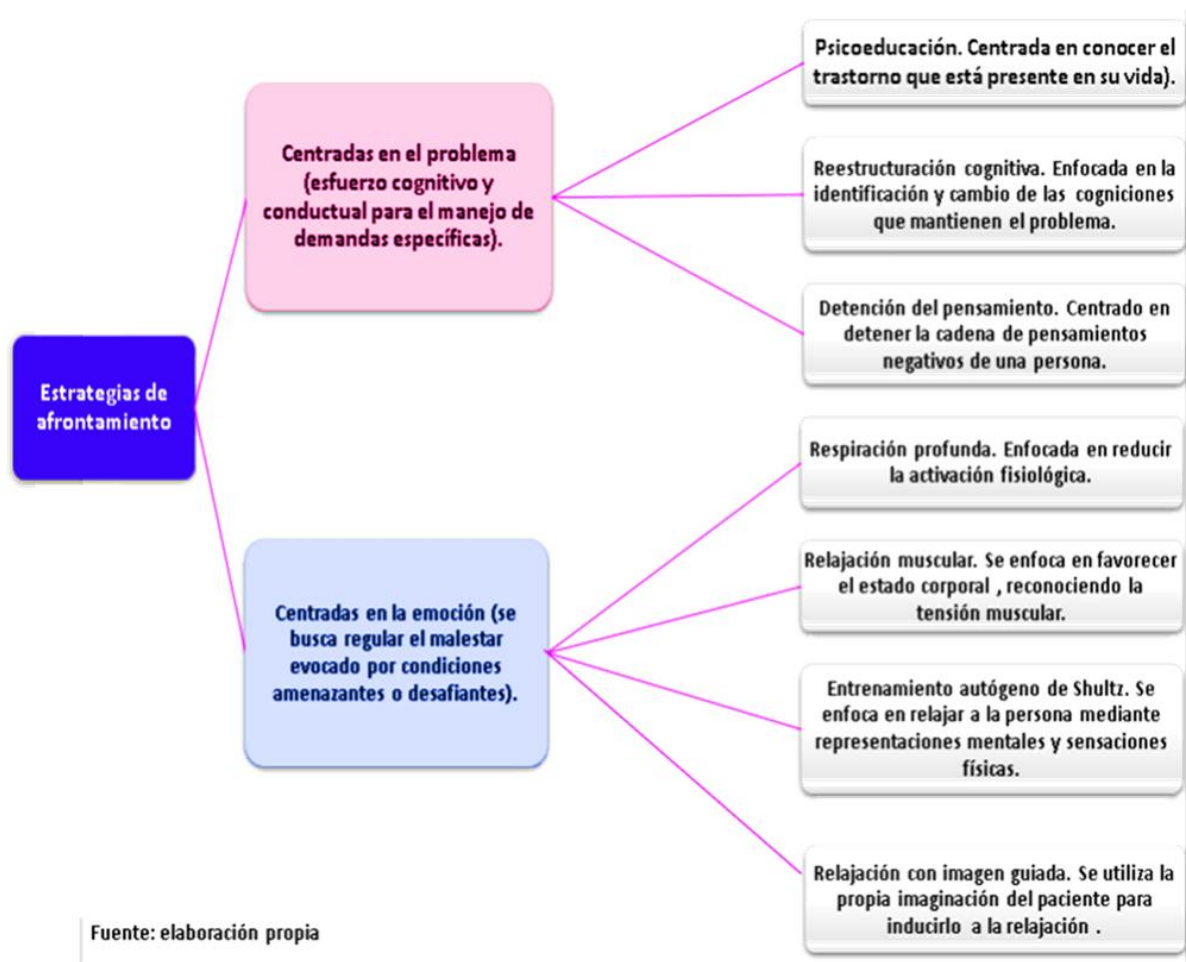 Estrategias de
afrontamiento
Centradas en el problema
(esfuerzo cognitivo y
conductual para el manejo de
demandas específicas).
Psicoeducación. Centrada en conocer el
trastorno que está presente en su vida).
Reestructuración cognitiva. Enfocada en la
identificación y cambio de las cogniciones
que mantienen el problema.
Detención del pensamiento. Centrado en
detener la cadena de pensamientos
negativos de una persona.
Centradas en la emoción (se
busca regular el malestar
evocado por condiciones
amenazantes o desafiantes).
Respiración profunda. Enfocada en reducir
la activación fisiológica.
Relajación muscular. Se enfoca en favorecer
el estado corporal , reconociendo la
tensión muscular.
Entrenamiento autógeno de Shultz. Se
enfoca en relajar a la persona mediante
representaciones mentales y sensaciones
físicas.
Relajación con imagen guiada. Se utiliza la
propia imaginación del paciente para
inducirlo a la relajación .
Fuente: elaboración propia